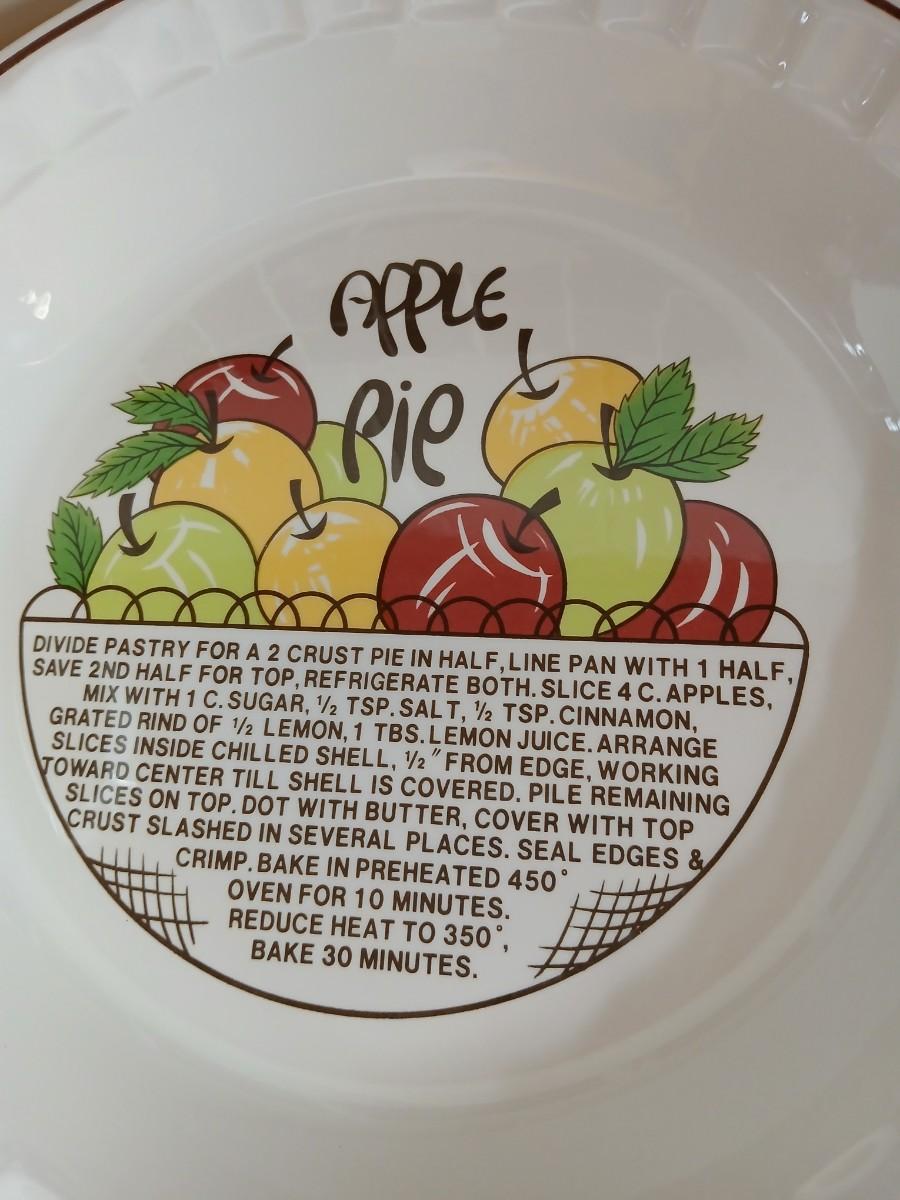 APPLE
Pie
DIVIDE PASTRY FOR A 2 CRUST PIE IN HALF, LINE PAN WITH 1 HALF,
SAVE 2ND HALF FOR TOP, REFRIGERATE BOTH. SLICE 4 C. APPLES,
MIX WITH 1 C. SUGAR, ½ TSP. SALT, ½ TSP. CINNAMON,
GRATED RIND OF ½ LEMON, 1 TBS. LEMON JUICE. ARRANGE
SLICES INSIDE CHILLED SHELL, ½" FROM EDGE, WORKING
TOWARD CENTER TILL SHELL IS COVERED. PILE REMAINING
SLICES ON TOP. DOT WITH BUTTER, COVER WITH TOP
CRUST SLASHED IN SEVERAL PLACES. SEAL EDGES &
CRIMP. BAKE IN PREHEATED 450°
OVEN FOR 10 MINUTES.
REDUCE HEAT TO 350°,
BAKE 30 MINUTES.